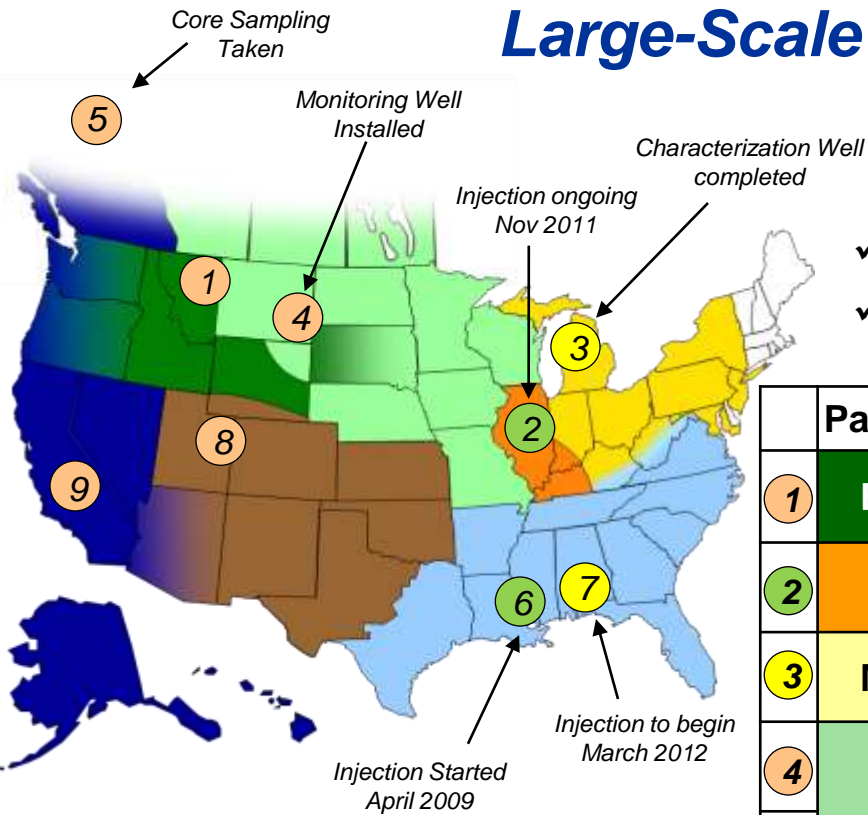 Large-Scale
Core Sampling
Taken
5
Monitoring Well
Installed
Characterization Well
completed
Injection ongoing
Nov 2011
1
4
3
2
8
9
6
7
Injection to begin
March 2012
Injection Started
April 2009
Pa
1
2
3
4